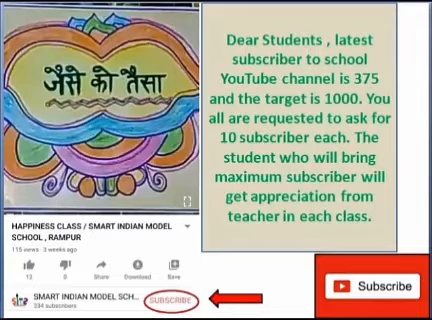 जैसे को तैसा
HAPPINESS CLASS / SMART INDIAN MODEL
SCHOOL , RAMPUR
115 views · 3 weeks ago
12
0
Share
Download
Save
SMART INDIAN MODEL SCH...
SUBSCRIBE
334 subscribers
Dear Students , latest
subscriber to school
YouTube channel is 375
and the target is 1000. You
all are requested to ask for
10 subscriber each. The
student who will bring
maximum subscriber will
get appreciation from
teacher in each class.
Subscribe